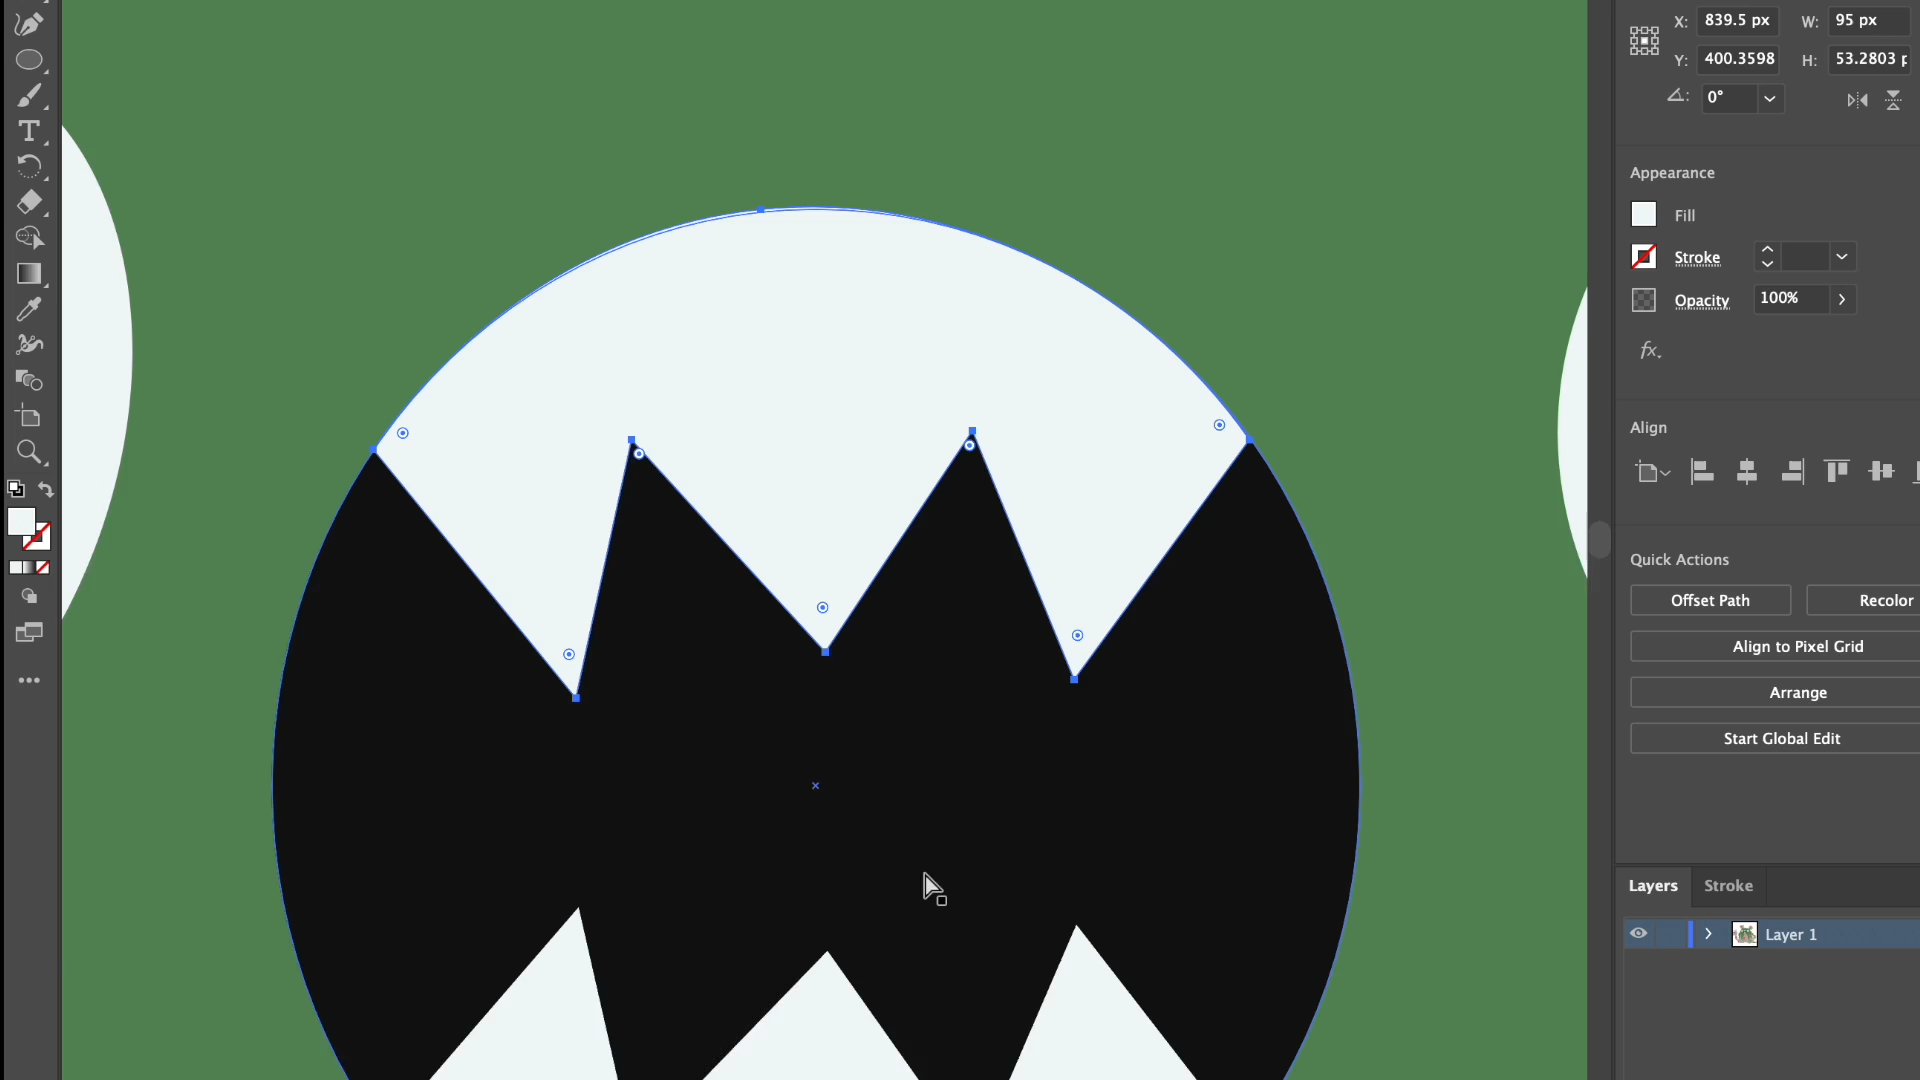 X: 839.5 px W: 95 px
Y: 400.3598 H: 53.2803 p
0°
Appearance
Fill
Stroke
Opacity 100%
fx.
Align
Quick Actions
Offset Path Recolor
Align to Pixel Grid
Arrange
Start Global Edit
Layers Stroke
Layer 1